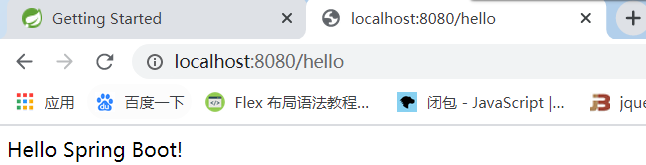 Getting Started localhost:8080/hello
localhost:8080/hello
应用 百度一下 Flex 布局语法教程... 闭包 - JavaScript |... jque
Hello Spring Boot!